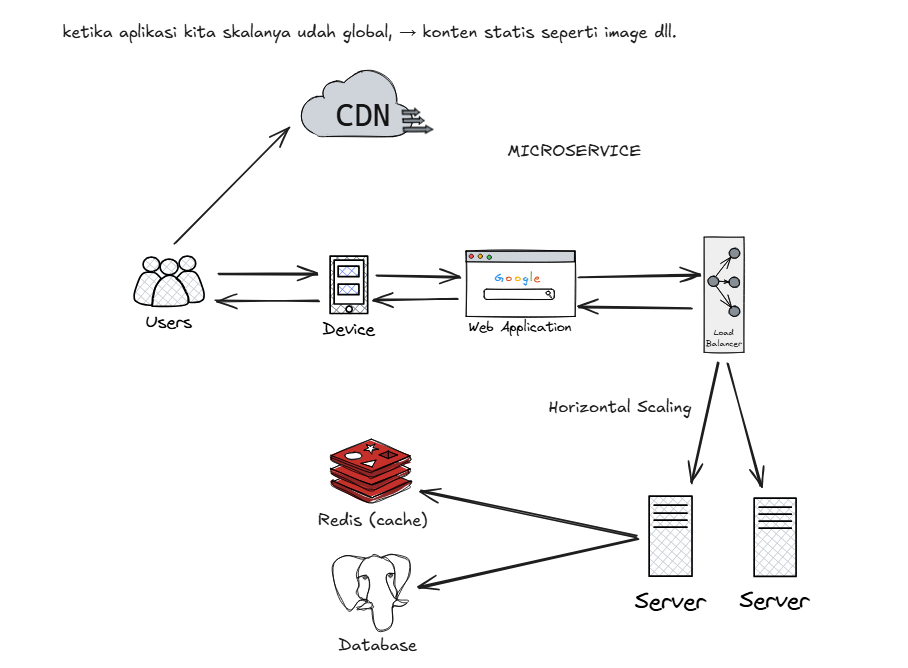 ketika aplikasi kita skalanya udah global, → konten statis seperti image dll.
CDN
MICROSERVICE
Google
Users
Device
Web Application
Load
Balancer
Horizontal Scaling
Redis (cache)
Server
Server
Database